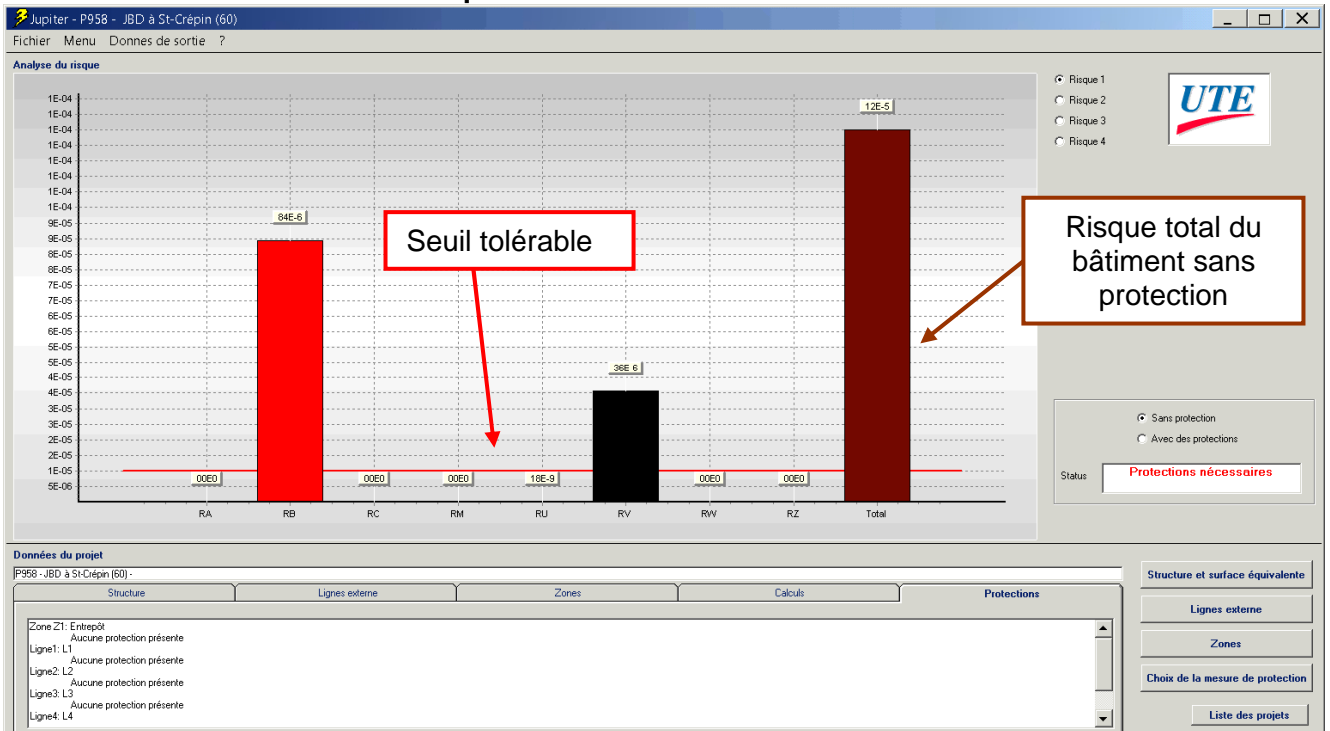 Jupiter - P958 - JBD à St-Crépin (60)
Fichier Menu Donnes de sortie ?
Analyse du risque
1E-04
1E-04
1E-04
1E-04
1E-04
1E-04
1E-04
1E-04
9E-05
9E-05
8E-05
8E-05
7E-05
7E-05
6E-05
6E-05
5E-05
5E-05
4E-05
4E-05
3E-05
3E-05
2E-05
2E-05
1E-05
5E-06
00E0
84E-6
00E0
00E0
18E-9
36E 6
00E0
00E0
12E-5
RA RB RC RM RU RV RW RZ Total
Seuil tolérable
Risque total du
bâtiment sans
protection
Risque 1
Risque 2
Risque 3
Risque 4
UTE
Sans protection
Avec des protections
Status Protections nécessaires
Données du projet
P958 - JBD à St-Crépin (60) -
Structure Lignes externe Zones Calculs Protections
Zone Z1: Entrepôt
Aucune protection présente
Ligne1: L1
Aucune protection présente
Ligne2: L2
Aucune protection présente
Ligne3: L3
Aucune protection présente
Ligne4: L4
Structure et surface équivalente
Lignes externe
Zones
Choix de la mesure de protection
Liste des projets